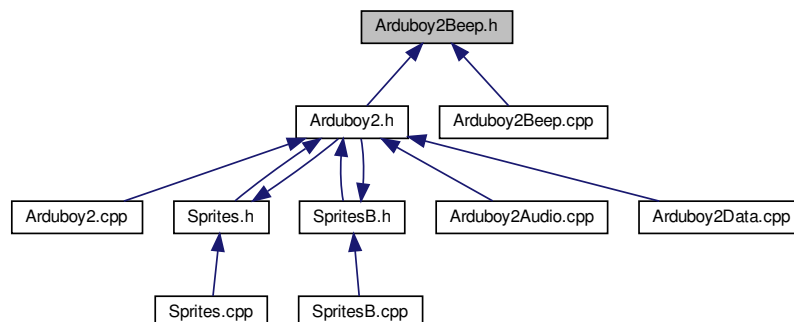 Arduboy2Beep.h
Arduboy2.h
Arduboy2Beep.cpp
Arduboy2.cpp
Sprites.h
SpritesB.h
Arduboy2Audio.cpp
Arduboy2Data.cpp
Sprites.cpp
SpritesB.cpp